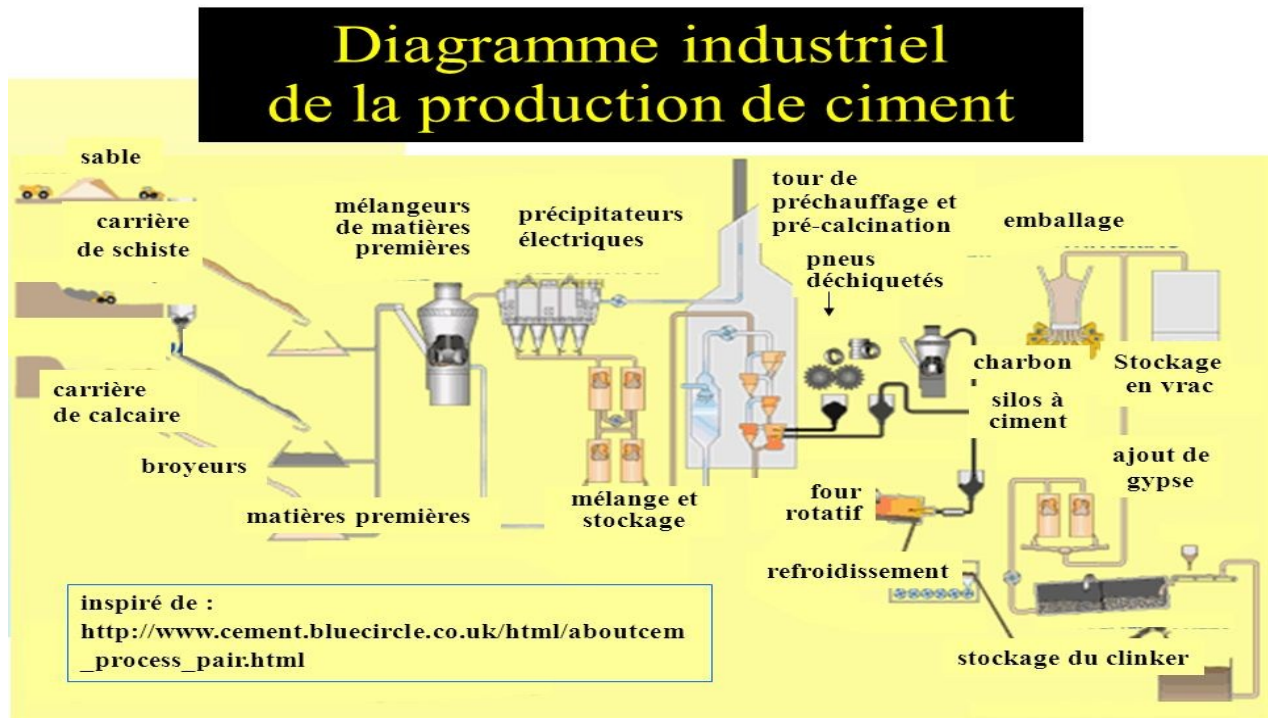 Diagramme industriel
de la production de ciment
sable
carrière
de schiste
carrière
de calcaire
broyeurs
matières premières
mélangeurs
de matières
premières
précipitateurs
électriques
mélange et
stockage
tour de
préchauffage et
pré-calcination
pneus
déchiquetés
emballage
charbon
Stockage
en vrac
silos à
ciment
ajout de
gypse
four
rotatif
refroidissement
stockage du clinker
inspiré de :
http://www.cement.bluecircle.co.uk/html/aboutcem
_process_pair.html